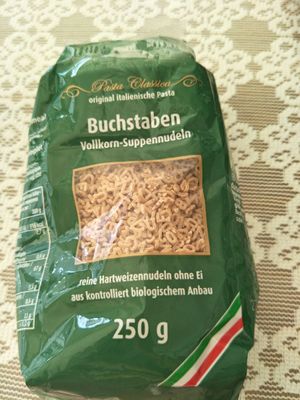 Pasta Classica
original italienische Pasta
Buchstaben
Vollkorn-Suppennudeln
reine Hartweizennudeln ohne Ei
aus kontrolliert biologischem Anbau
250 g